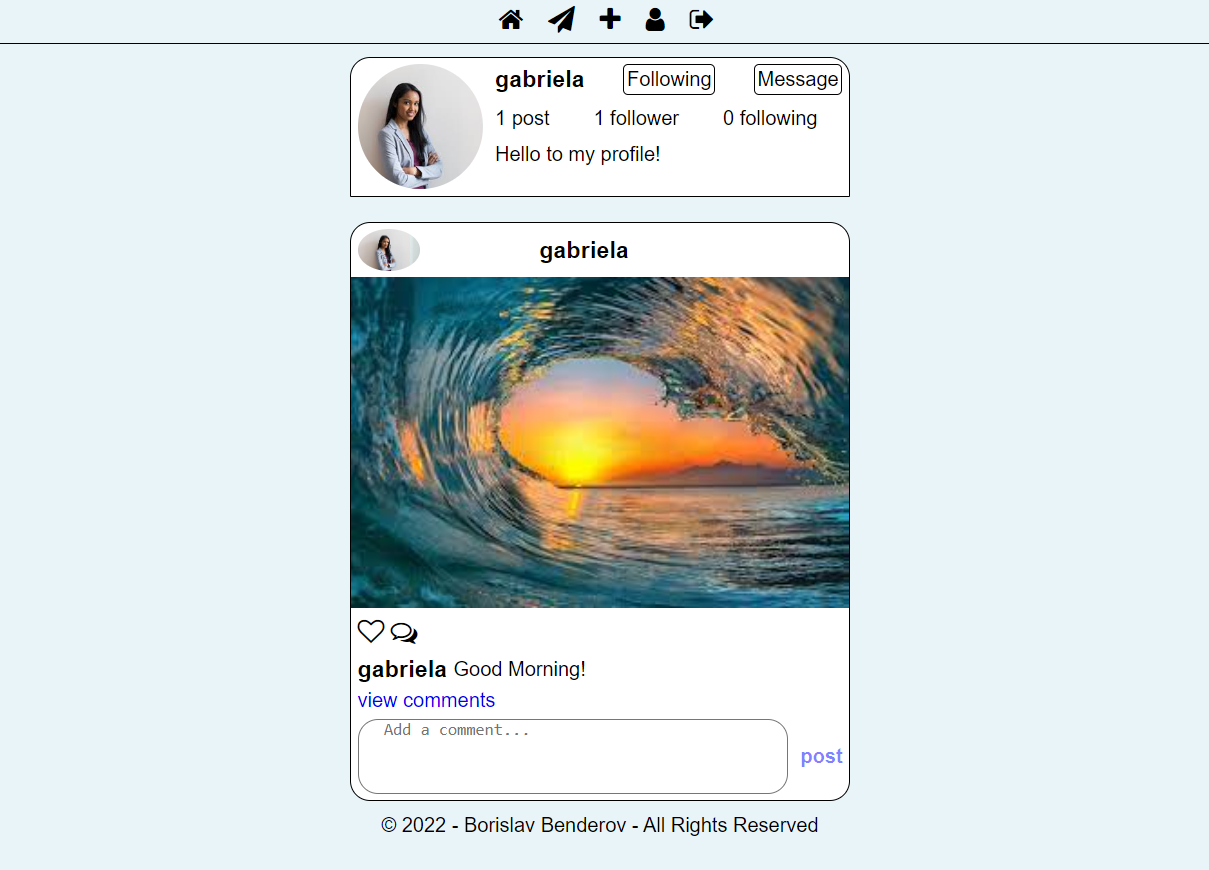 gabriela Following Message
1 post 1 follower 0 following
Hello to my profile!
gabriela
gabriela Good Morning!
view comments
Add a comment...
post
© 2022 - Borislav Benderov - All Rights Reserved